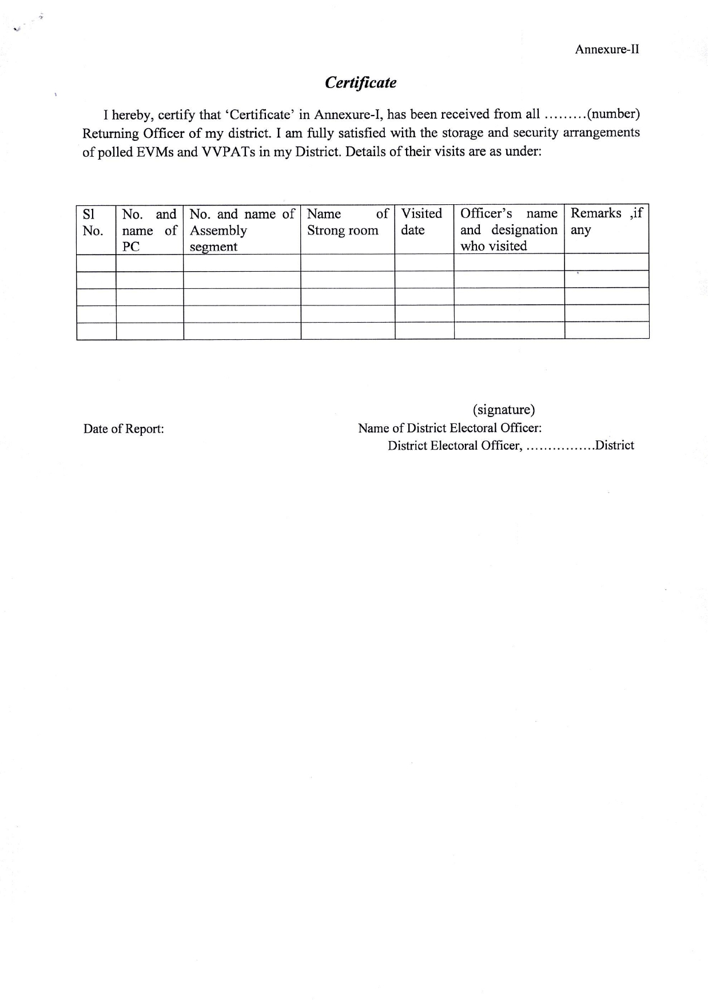 Annexure-II
Certificate
I hereby, certify that ‘Certificate’ in Annexure-I, has been received from all .........(number)
Returning Officer of my district. I am fully satisfied with the storage and security arrangements
of polled EVMs and VVPATs in my District. Details of their visits are as under:
Sl No. | No. and name of PC | No. and name of Assembly segment | Name of Strong room | Visited date | Officer’s name and designation who visited | Remarks ,if any
(signature)
Date of Report: Name of District Electoral Officer:
District Electoral Officer, ................District